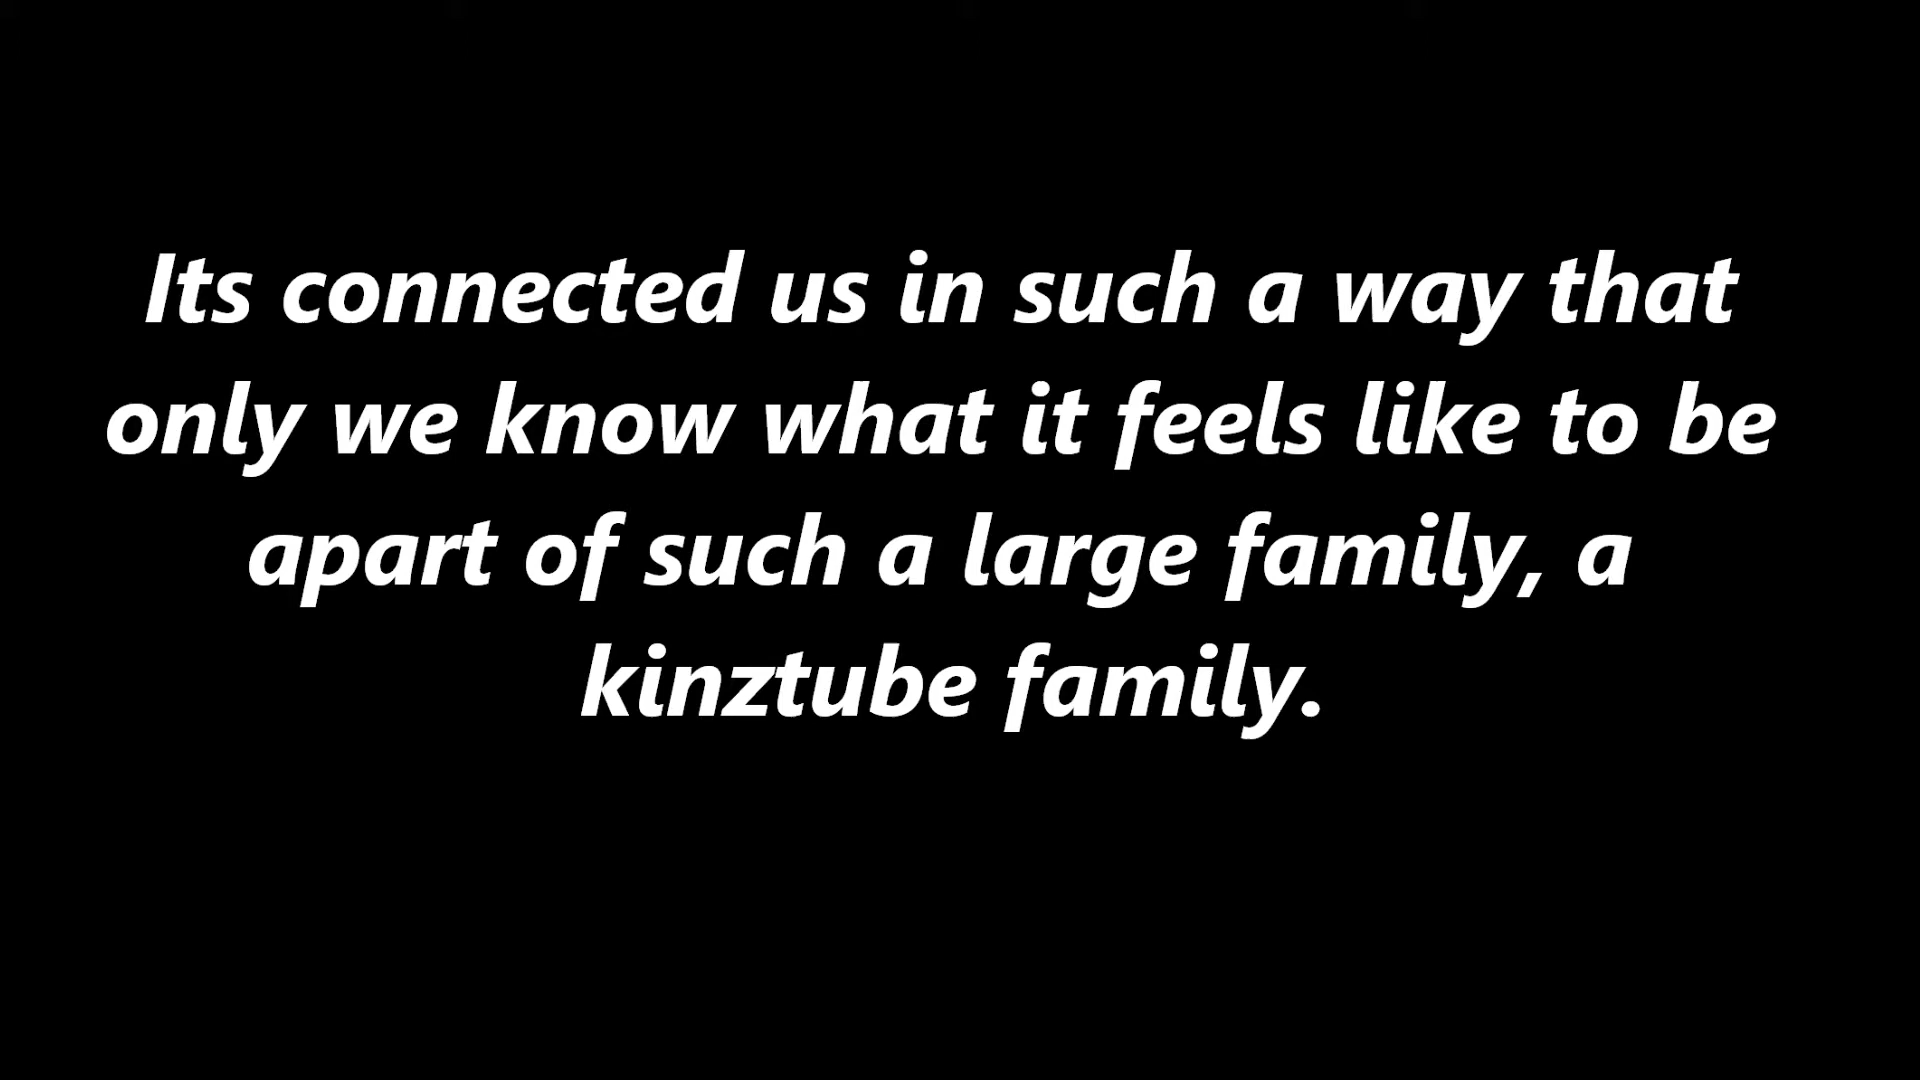 Its connected us in such a way that
only we know what it feels like to be
apart of such a large family, a
kinztube family.